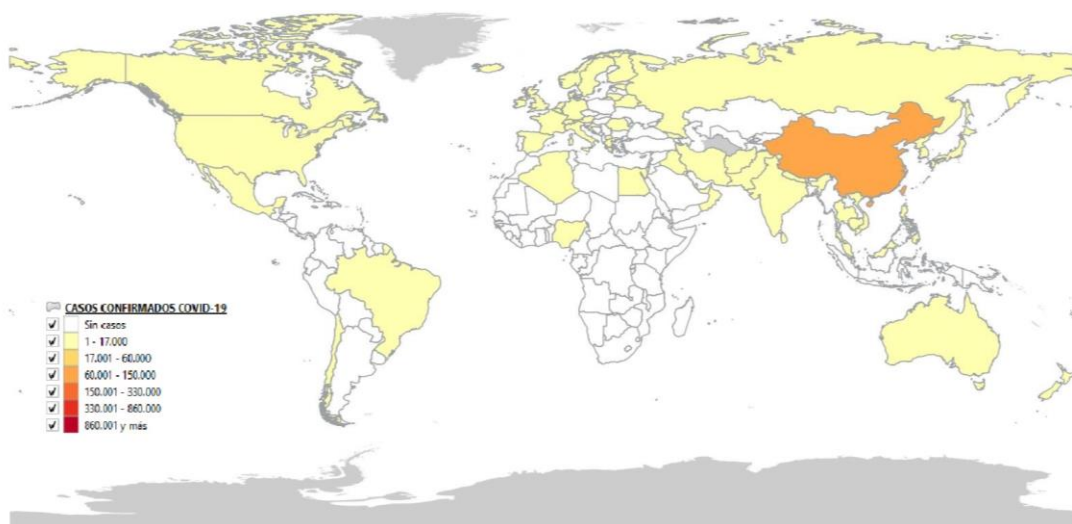 CASOS CONFIRMADOS COVID-19
Sin casos
1 - 17.000
17.001 - 60.000
60.001 - 150.000
150.001 - 330.000
330.001 - 860.000
860.001 y más